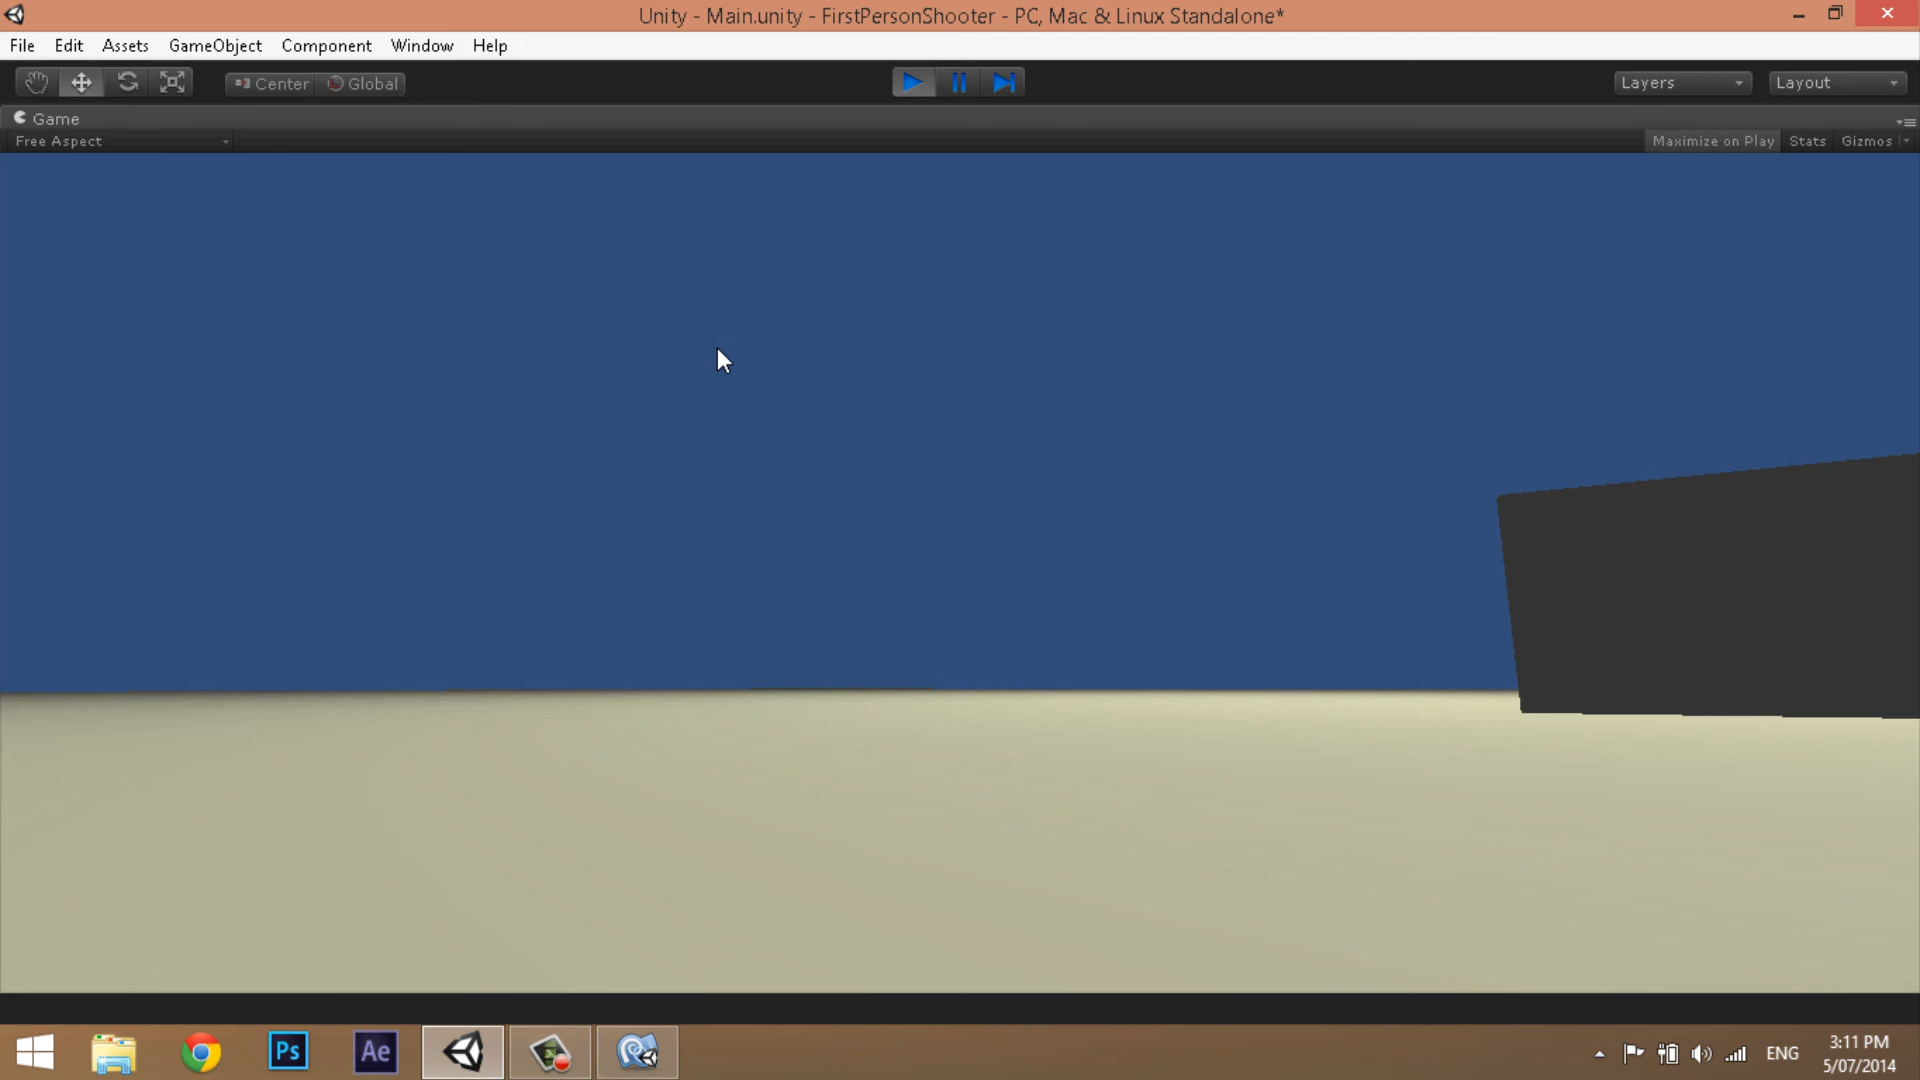 Unity - Main.unity - FirstPersonShooter - PC, Mac & Linux Standalone*
File Edit Assets GameObject Component Window Help
Center Global Layers Layout
Game
Free Aspect Maximize on Play Stats Gizmos
Ps Ae ENG 3:11 PM
5/07/2014